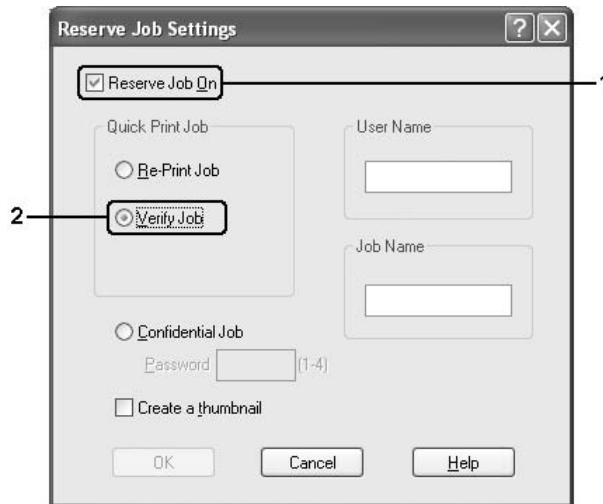 Reserve Job Settings
Reserve Job On
1
Quick Print Job
User Name
Re-Print Job
2
Verify Job
Job Name
Confidential Job
Password
(1-4)
Create a thumbnail
OK
Cancel
Help